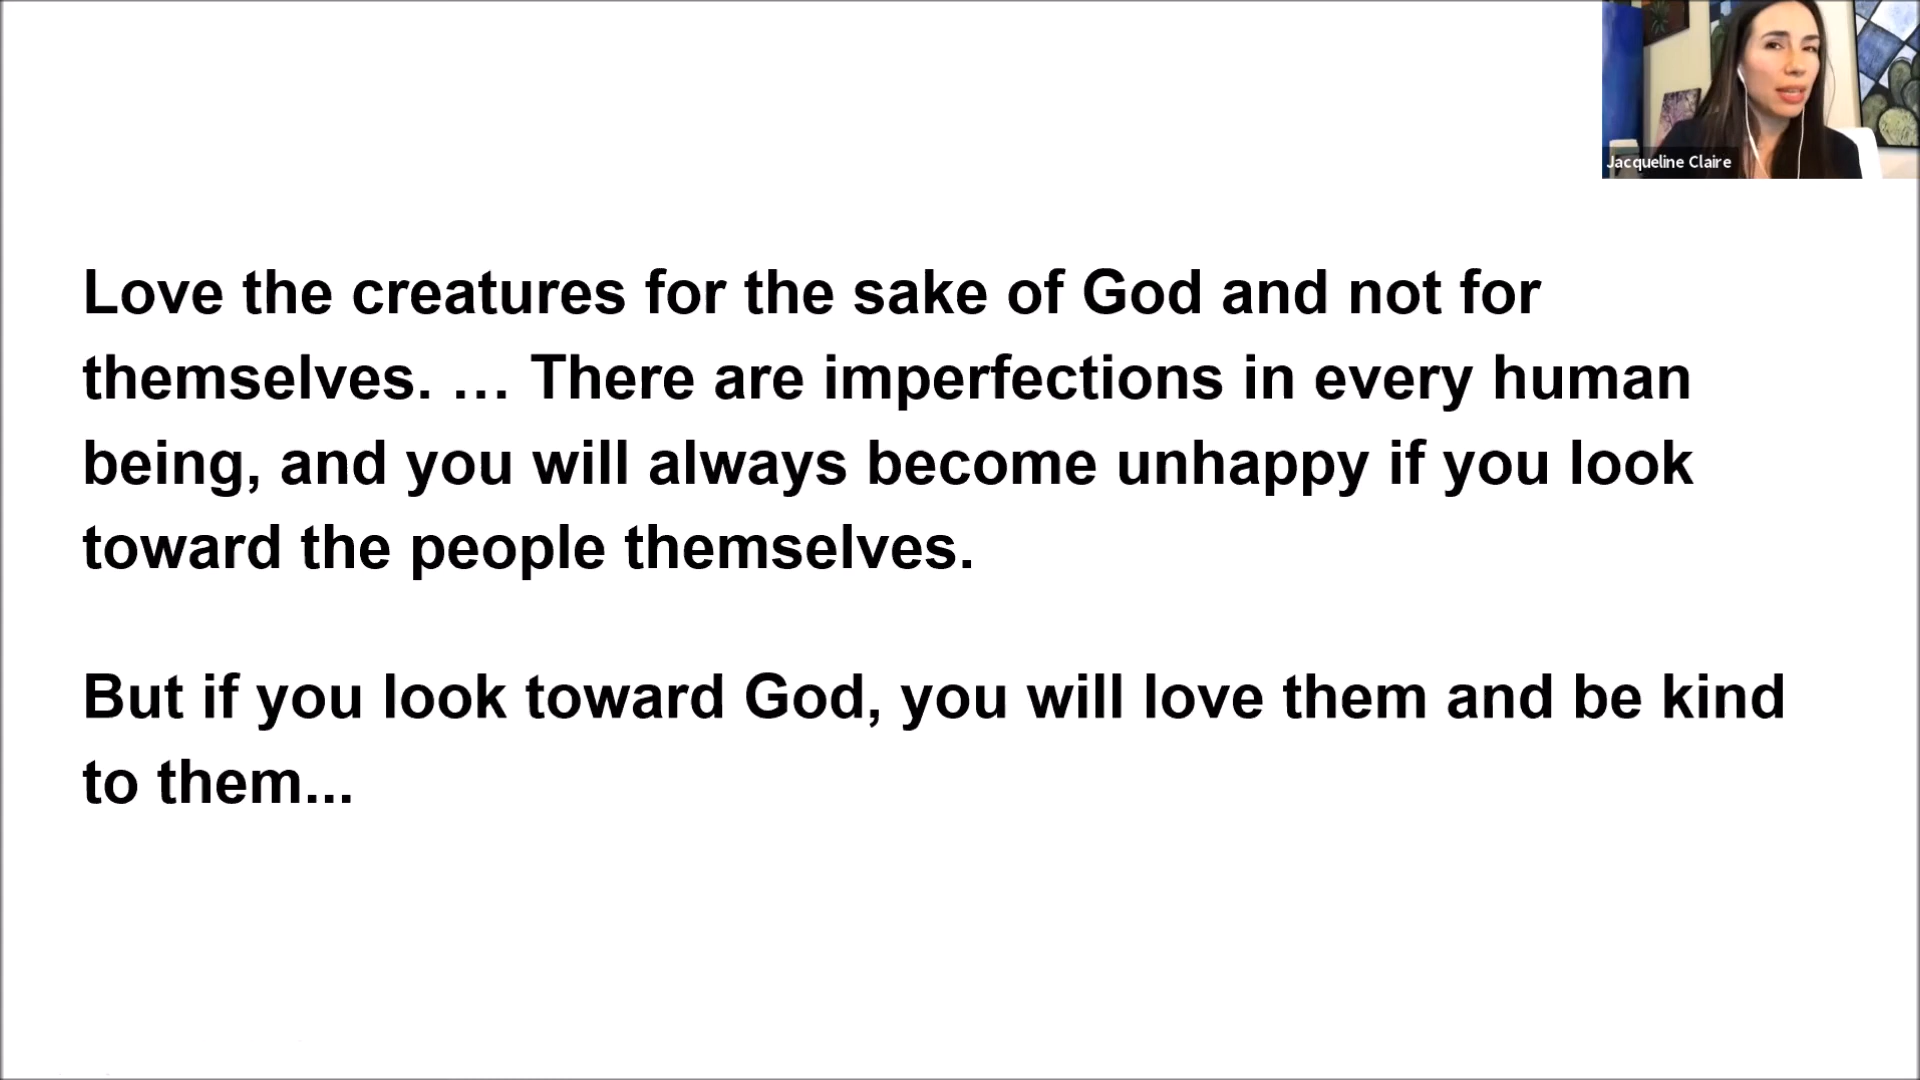 Jacqueline Claire
Love the creatures for the sake of God and not for
themselves. … There are imperfections in every human
being, and you will always become unhappy if you look
toward the people themselves.
But if you look toward God, you will love them and be kind
to them...